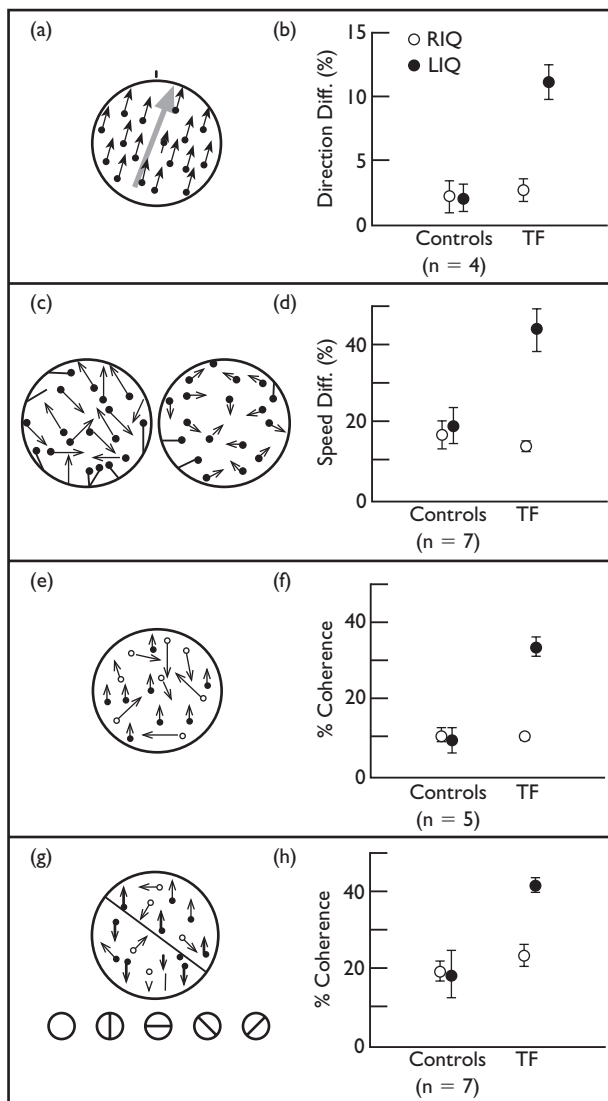 (a)
(b)
Direction Diff. (%)
15
10
5
0
RIQ
LIQ
Controls TF
(n = 4)
(c)
(d)
Speed Diff. (%)
40
20
0
Controls TF
(n = 7)
(e)
(f)
% Coherence
40
20
0
Controls TF
(n = 5)
(g)
(h)
% Coherence
40
20
0
Controls TF
(n = 7)